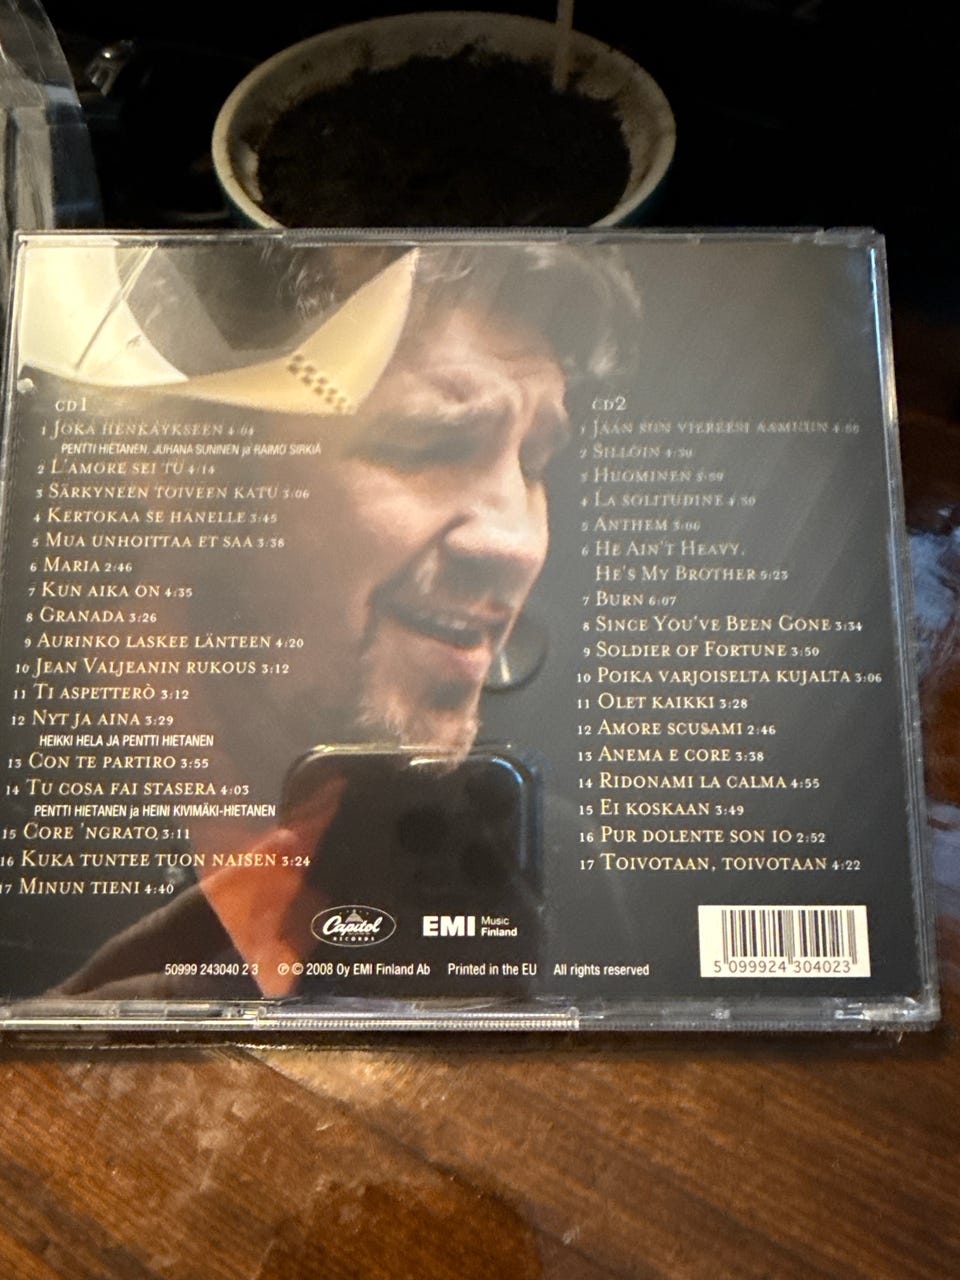 CD1
1 JOKA HENKÄYKSEEN 4:04
PENTTI HIETANEN, JUHANA SUNINEN ja RAIMO SIRKIÄ
2 L'AMORE SEI TU 4:14
3 SÄRKYNEEN TOIVEEN KATU 3:06
4 KERTOKAA SE HÄNELLE 3:45
5 MUA UNHOITTAA ET SAA 3:38
6 MARIA 2:46
7 KUN AIKA ON 4:35
8 GRANADA 3:26
9 AURINKO LASKEE LÄNTEEN 4:20
10 JEAN VALJEANIN RUKOUS 3:12
11 TI ASPETTERÒ 3:12
12 NYT JA AINA 3:29
HEIKKI HELA JA PENTTI HIETANEN
13 CON TE PARTIRO 3:55
14 TU COSA FAI STASERA 4:03
PENTTI HIETANEN ja HEINI KIVIMÄKI-HIETANEN
15 CORE 'NGRATO 3:11
16 KUKA TUNTEE TUON NAISEN 3:24
17 MINUN TIENI 4:40
CD2
1 JÄÄN SUN VIEREESI AAMUUN
2 SILLOIN 4:30
3 HUOMINEN
4 LA SOLITUDINE
5 ANTHEM 3:06
6 HE AIN'T HEAVY,
HE'S MY BROTHER 5:23
7 BURN 6:07
8 SINCE YOU'VE BEEN GONE 3:34
9 SOLDIER OF FORTUNE 3:50
10 POIKA VARJOISELTA KUJALTA 3:06
11 OLET KAIKKI 3:28
12 AMORE SCUSAMI 2:46
13 ANEMA E CORE 3:38
14 RIDONAMI LA CALMA 4:55
15 EI KOSKAAN 3:49
16 PUR DOLENTE SON IO 2:52
17 TOIVOTAAN, TOIVOTAAN 4:22
Capitol
RECORDS
EMI Music
Finland
50999 243040 2 3 ℗ © 2008 Oy EMI Finland Ab Printed in the EU All rights reserved
5 099924 304023